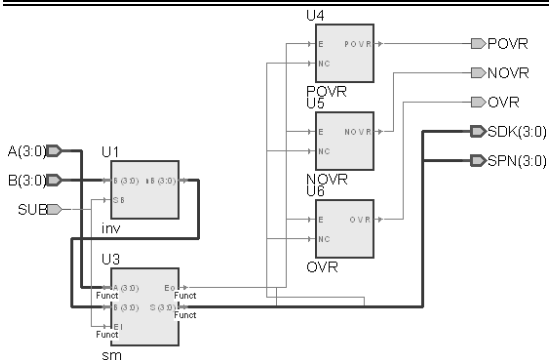 U4
E POVR
NC
POVR
POVR
U5
E NOVR
NC
NOVR
NOVR
U6
E OVR
NC
OVR
OVR
SDK(3:0)
SPN(3:0)
A(3:0)
B(3:0)
SUB
U1
B (3:0) B (3:0)
SB
inv
U3
A (3:0) Eo
Funct Funct
B (3:0) S (3:0)
Funct
EI
Funct
sm